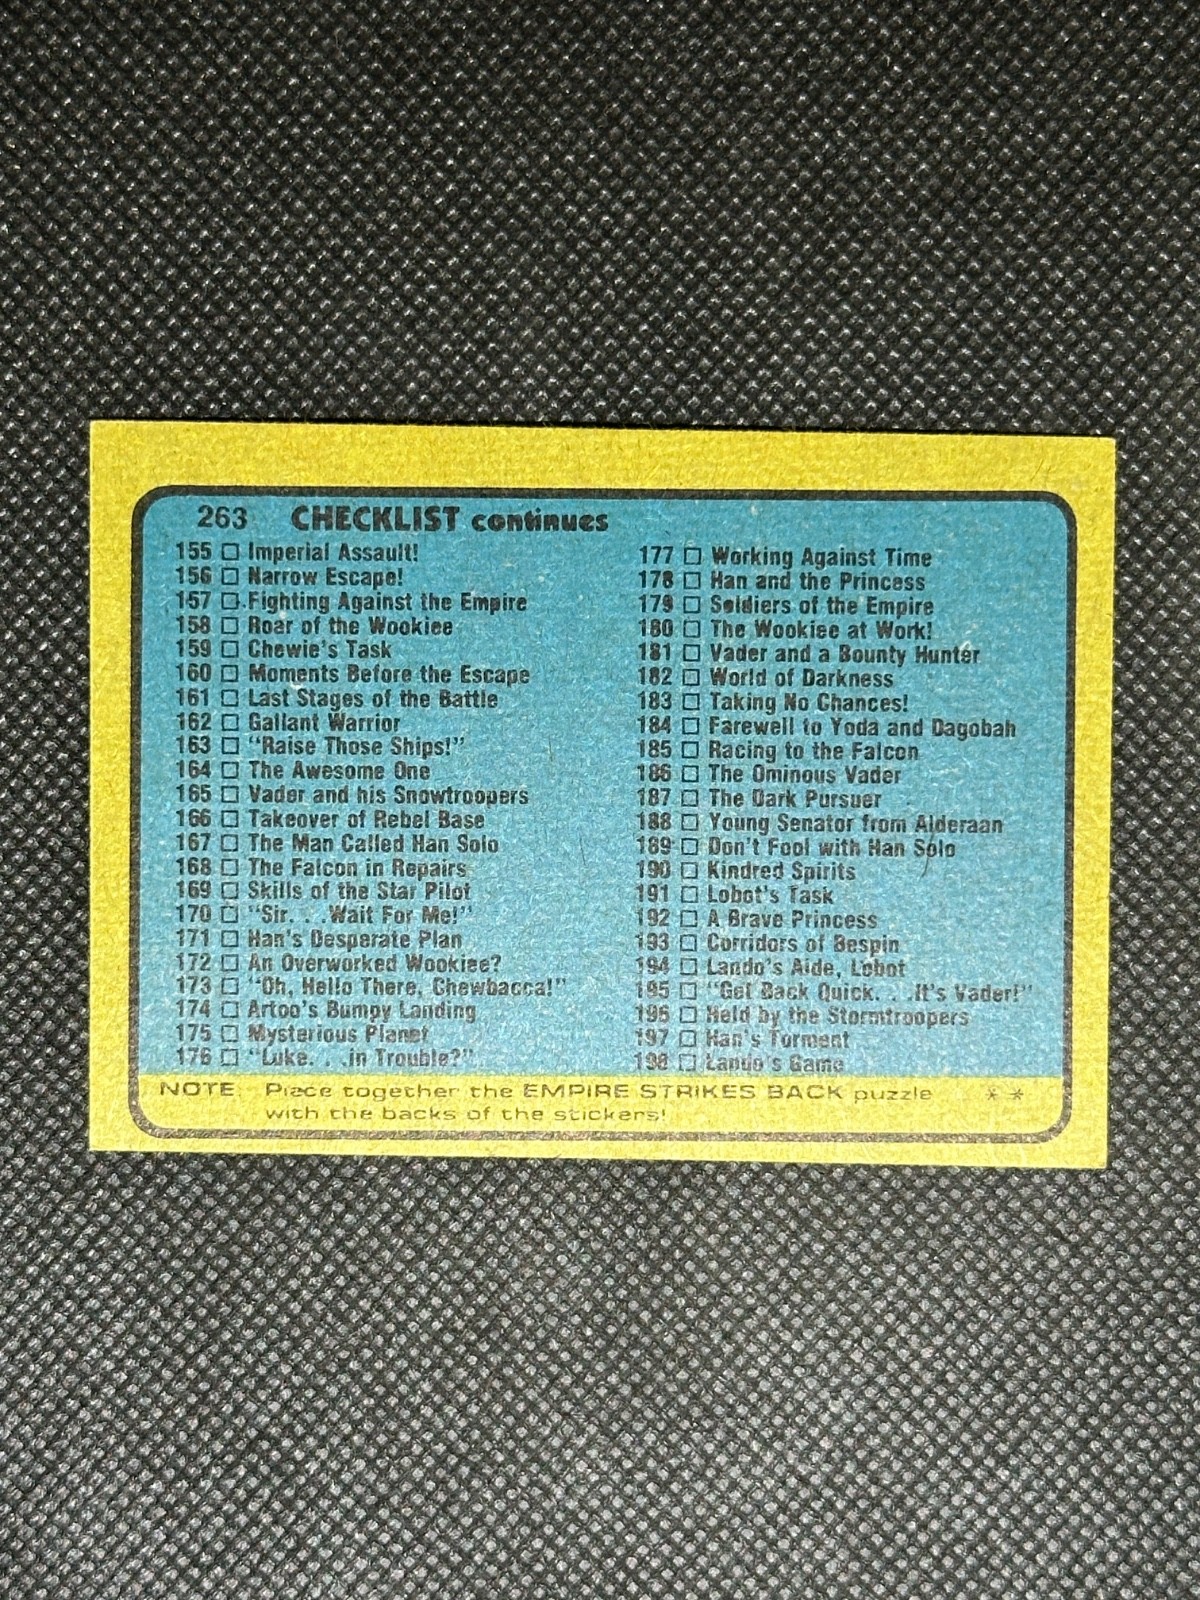 263 CHECKLIST continues
155 □ Imperial Assault!
156 □ Narrow Escape!
157 □ Fighting Against the Empire
158 □ Roar of the Wookiee
159 □ Chewie's Task
160 □ Moments Before the Escape
161 □ Last Stages of the Battle
162 □ Gallant Warrior
163 □ "Raise Those Ships!"
164 □ The Awesome One
165 □ Vader and his Snowtroopers
166 □ Takeover of Rebel Base
167 □ The Man Called Han Solo
168 □ The Falcon in Repairs
169 □ Skills of the Star Pilot
170 □ "Sir. . .Wait For Me!"
171 □ Han's Desperate Plan
172 □ An Overworked Wookiee?
173 □ "Oh, Hello There, Chewbacca!"
174 □ Artoo's Bumpy Landing
175 □ Mysterious Planet
176 □ "Luke. . .in Trouble?"
177 □ Working Against Time
178 □ Han and the Princess
179 □ Soldiers of the Empire
180 □ The Wookiee at Work!
181 □ Vader and a Bounty Hunter
182 □ World of Darkness
183 □ Taking No Chances!
184 □ Farewell to Yoda and Dagobah
185 □ Racing to the Falcon
186 □ The Ominous Vader
187 □ The Dark Pursuer
188 □ Young Senator from Alderaan
189 □ Don't Fool with Han Solo
190 □ Kindred Spirits
191 □ Lobot's Task
192 □ A Brave Princess
193 □ Corridors of Bespin
194 □ Lando's Aide, Lobot
195 □ "Get Back Quick. . .It's Vader!"
196 □ Held by the Stormtroopers
197 □ Han's Torment
198 □ Lando's Game
NOTE: Piece together the EMPIRE STRIKES BACK puzzle * *
with the backs of the stickers!